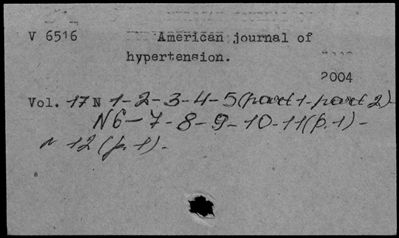 V 6516 American journal of
hypertension.
2004
Vol. 17 N 1-2-3-4-5(part 1-part 2)-
N6-7-8-9-10-11(p.1)-
N 12 (p.1)-